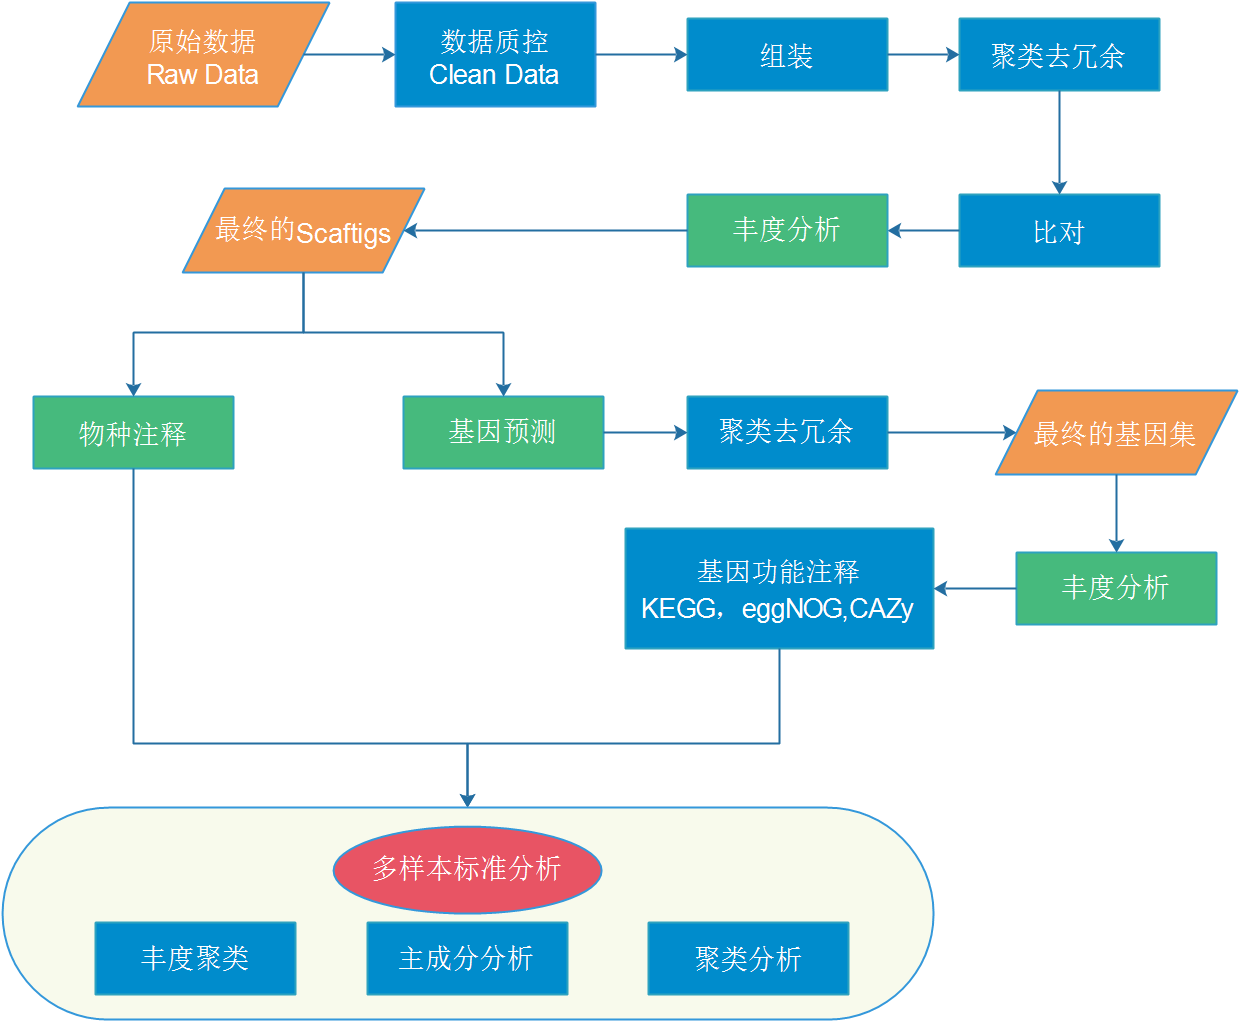 原始数据
Raw Data
数据质控
Clean Data
组装
聚类去冗余
最终的Scaftigs
丰度分析
比对
物种注释
基因预测
聚类去冗余
最终的基因集
基因功能注释
KEGG，eggNOG,CAZy
丰度分析
多样本标准分析
丰度聚类
主成分分析
聚类分析